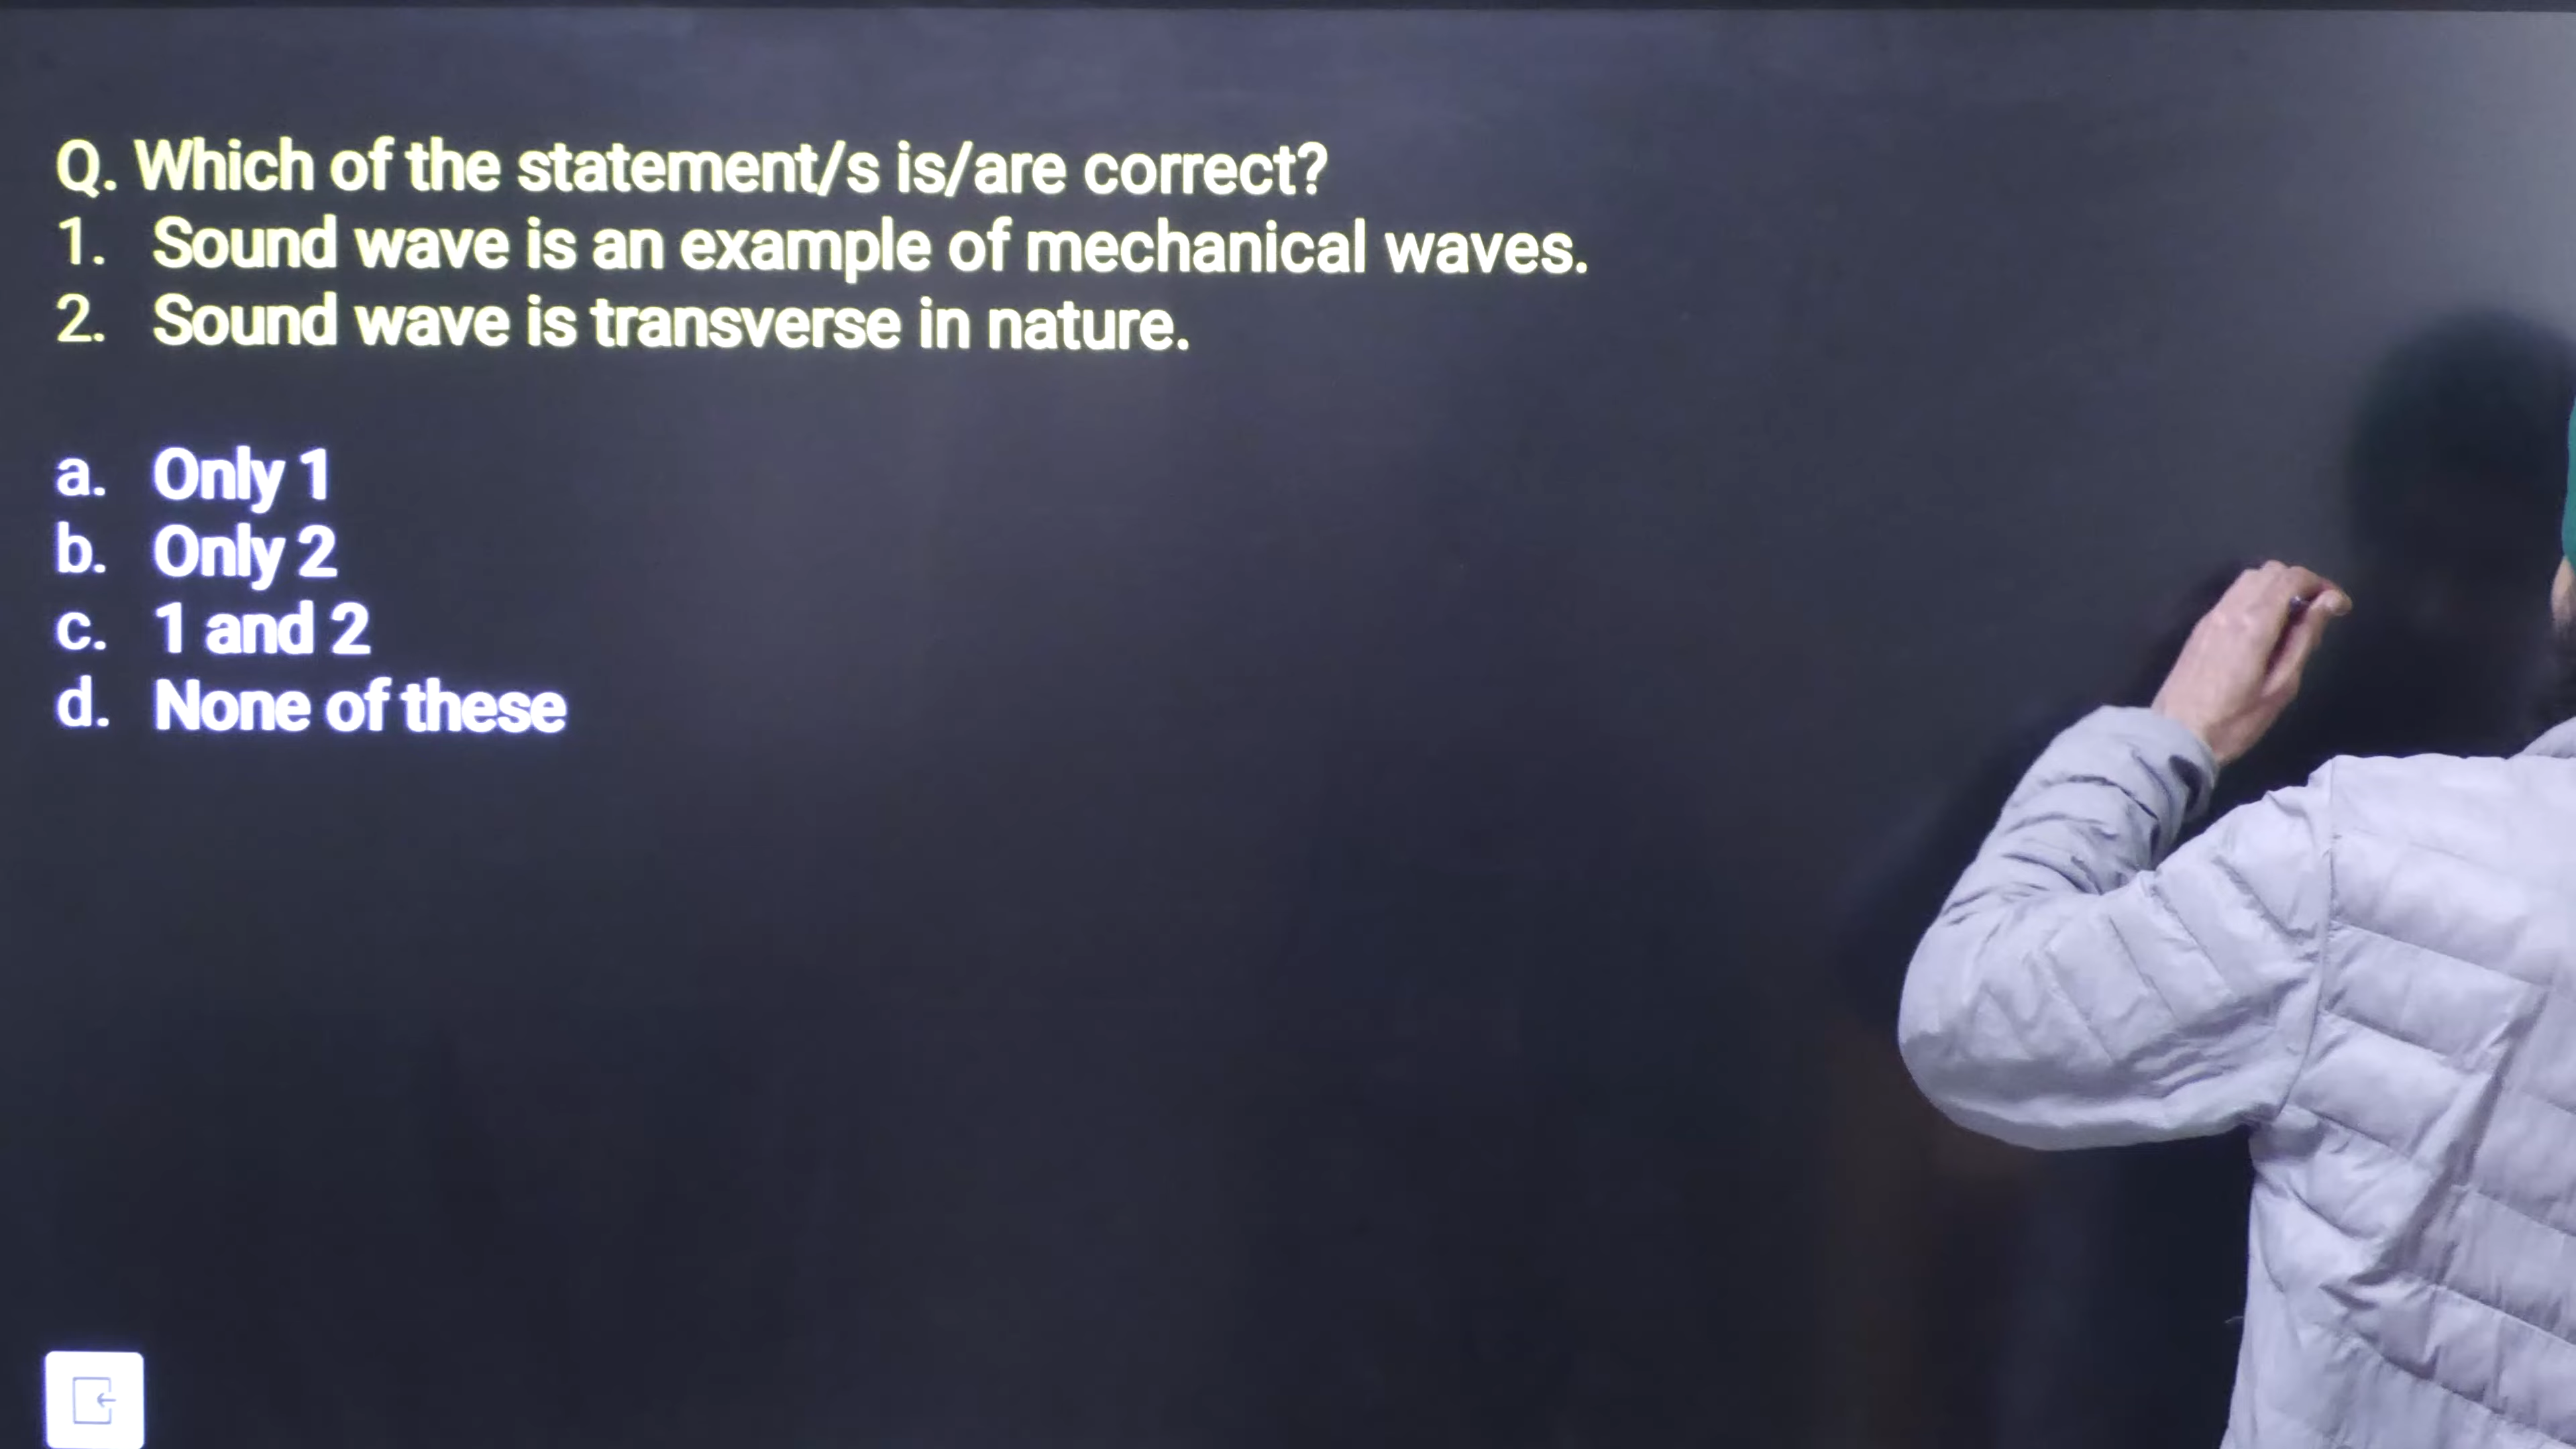 Q. Which of the statement/s is/are correct?
1. Sound wave is an example of mechanical waves.
2. Sound wave is transverse in nature.
a. Only 1
b. Only 2
c. 1 and 2
d. None of these